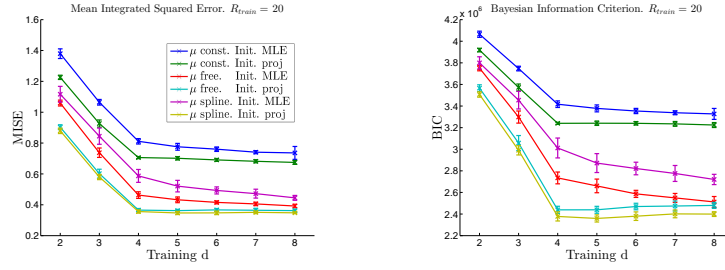 Mean Integrated Squared Error. R_train = 20
1.6
1.4
1.2
1
0.8
0.6
0.4
0.2
MISE
μ const. Init. MLE
μ const. Init. proj
μ free. Init. MLE
μ free. Init. proj
μ spline. Init. MLE
μ spline. Init. proj
2 3 4 5 6 7 8
Training d
Bayesian Information Criterion. R_train = 20
x 10^6
4.2
4
3.8
3.6
3.4
3.2
3
2.8
2.6
2.4
2.2
BIC
2 3 4 5 6 7 8
Training d